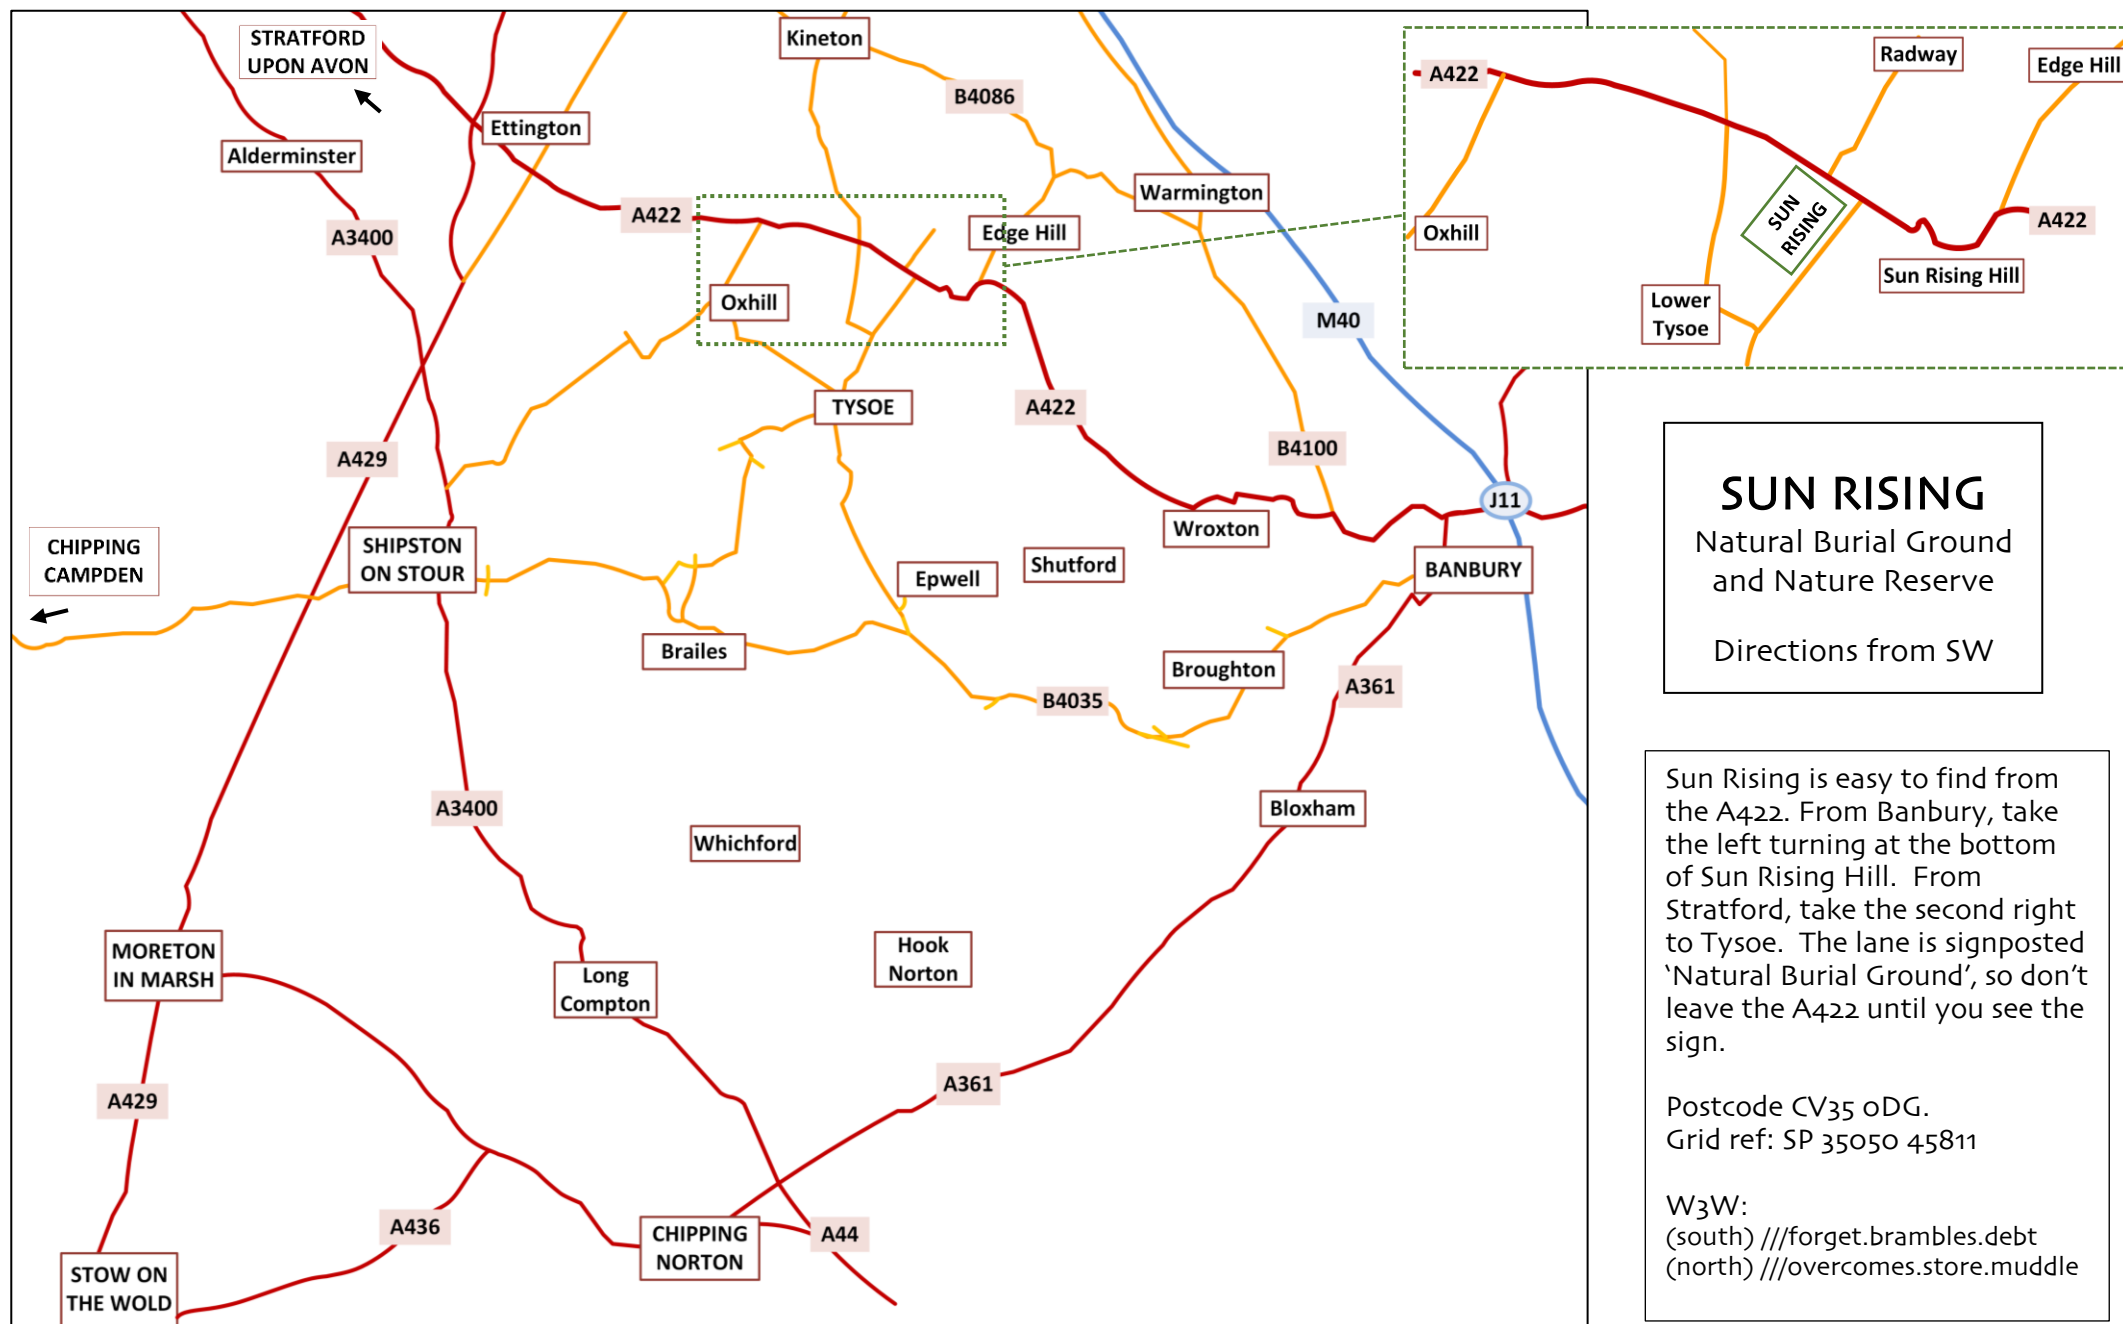 STRATFORD
UPON AVON
Kineton
B4086
Ettington
Alderminster
A3400
A422
Warmington
Edge Hill
Oxhill
M40
TYSOE
A422
B4100
A429
J11
CHIPPING
CAMPDEN
SHIPSTON
ON STOUR
Wroxton
Shutford
Epwell
BANBURY
Brailes
Broughton
B4035
A361
A3400
Bloxham
Whichford
MORETON
IN MARSH
Hook
Norton
Long
Compton
A429
A361
A436
CHIPPING
NORTON
A44
STOW ON
THE WOLD
A422
Radway
Edge Hill
Oxhill
SUN
RISING
A422
Sun Rising Hill
Lower
Tysoe
SUN RISING
Natural Burial Ground
and Nature Reserve
Directions from SW
Sun Rising is easy to find from
the A422. From Banbury, take
the left turning at the bottom
of Sun Rising Hill.  From
Stratford, take the second right
to Tysoe.  The lane is signposted
‘Natural Burial Ground’, so don’t
leave the A422 until you see the
sign.
Postcode CV35 0DG.
Grid ref: SP 35050 45811
W3W:
(south) ///forget.brambles.debt
(north) ///overcomes.store.muddle